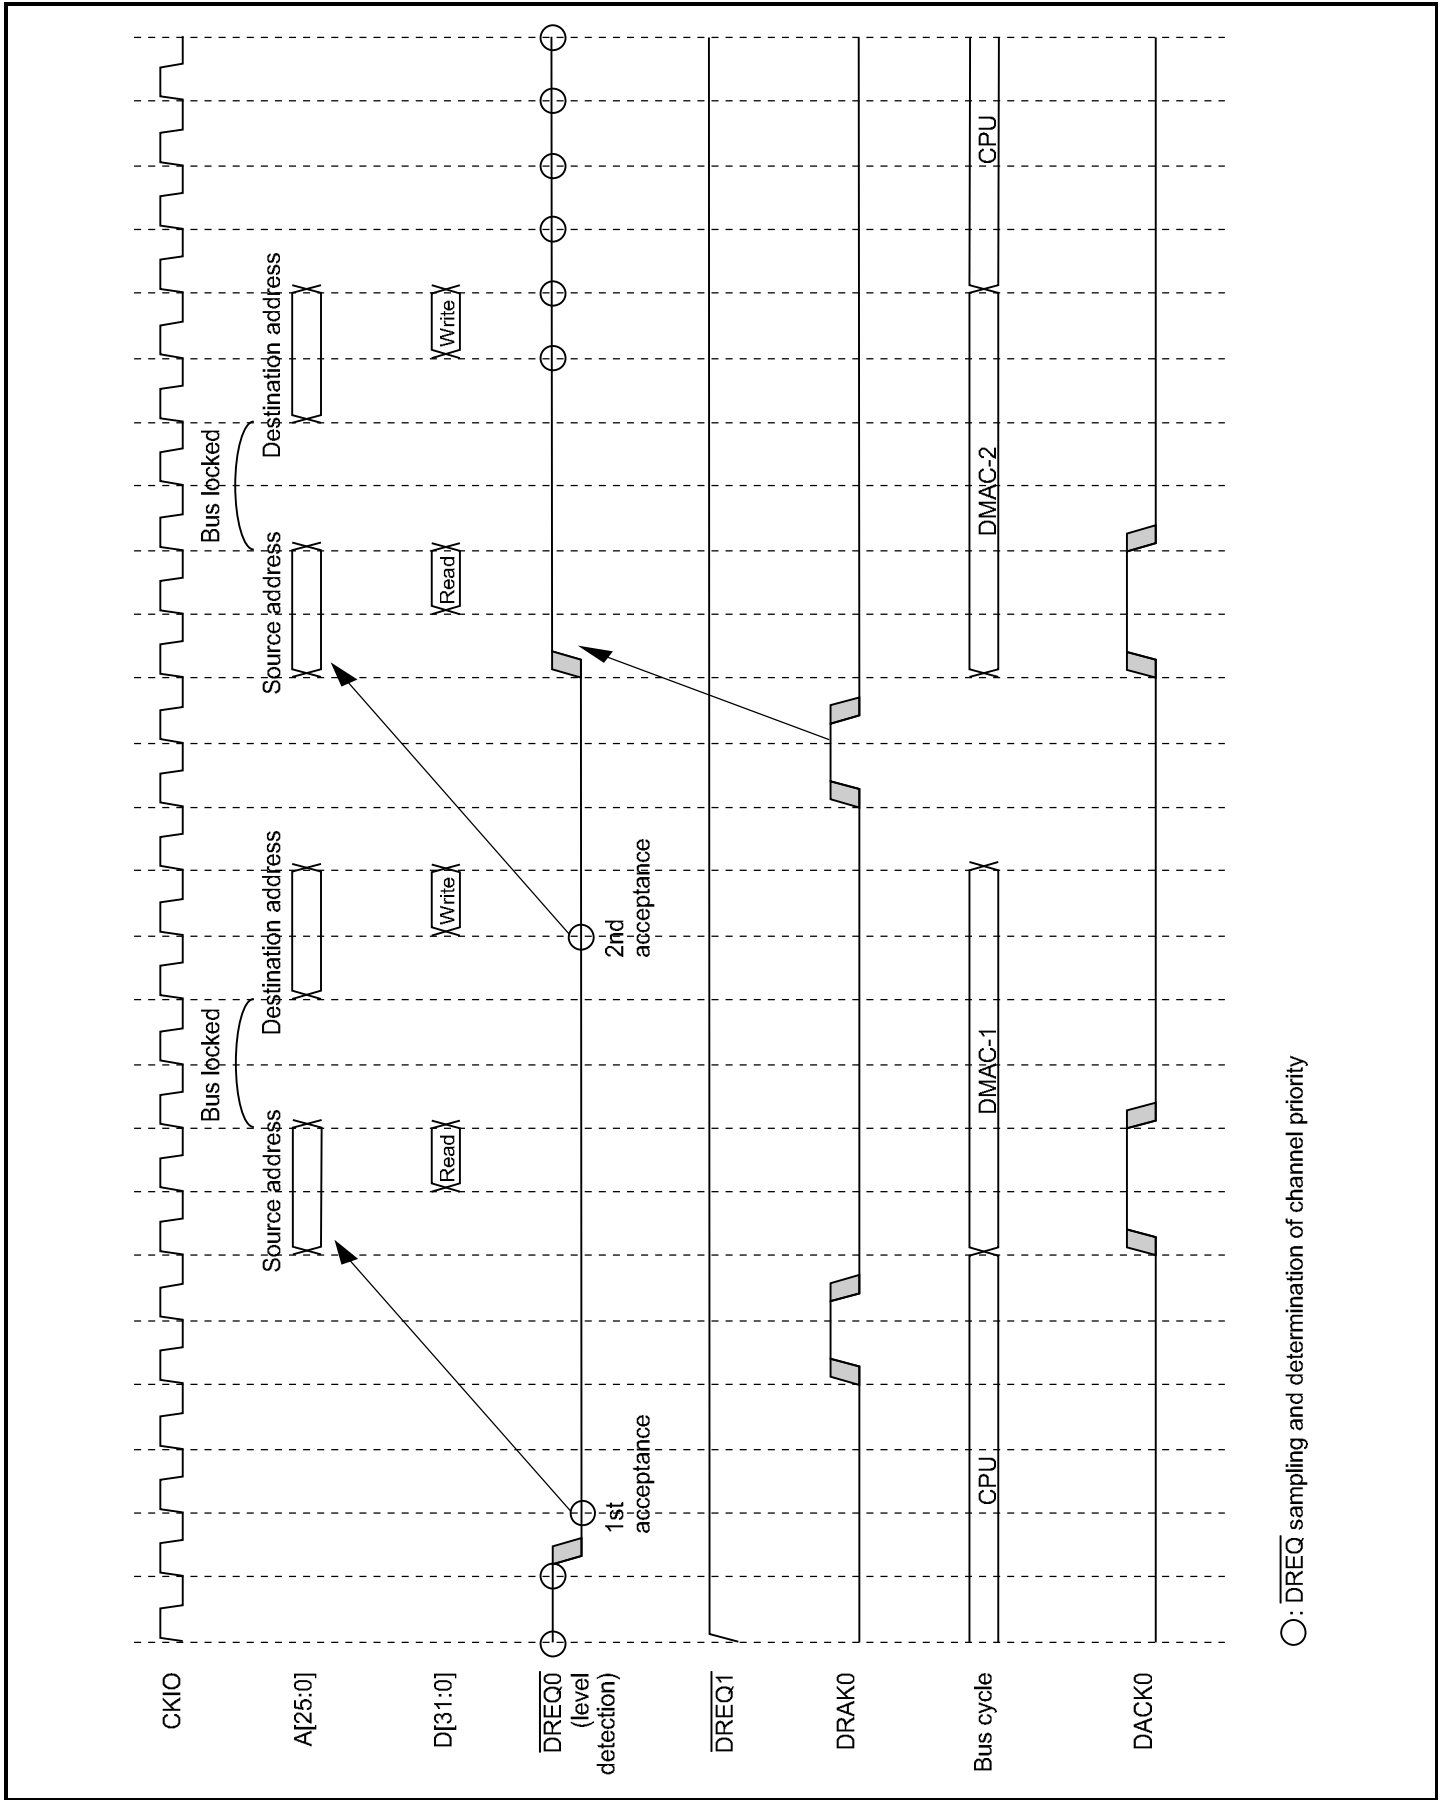 CKIO
Bus locked
Bus locked
Source address
Destination address
Source address
Destination address
A[25:0]
D[31:0]
Read
Write
Read
Write
DREQ0
(level
detection)
1st
acceptance
2nd
acceptance
DREQ1
DRAK0
Bus cycle
CPU
DMAC-1
DMAC-2
CPU
DACK0
: DREQ sampling and determination of channel priority